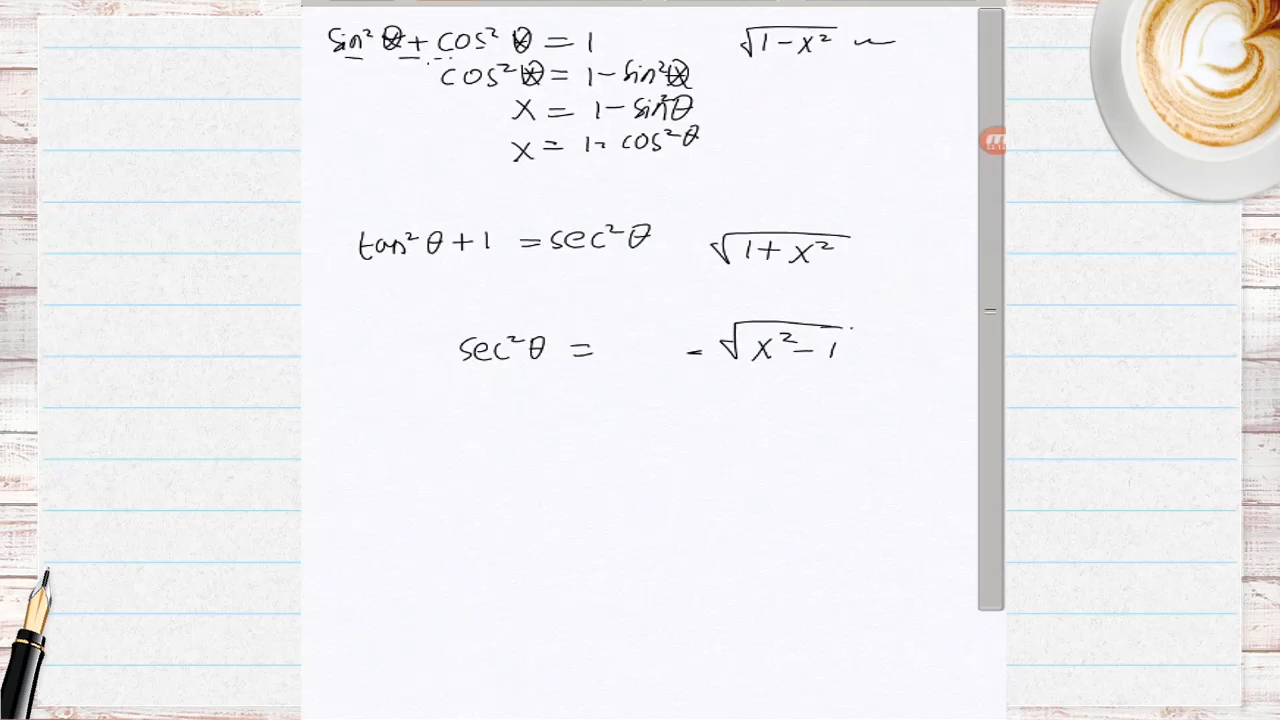 sin² θ + cos² θ = 1 √1 - x²
cos² θ = 1 - sin² θ
x = 1 - sin² θ
x = 1 - cos² θ
tan² θ + 1 = sec² θ √1 + x²
sec² θ = - √x² - 1